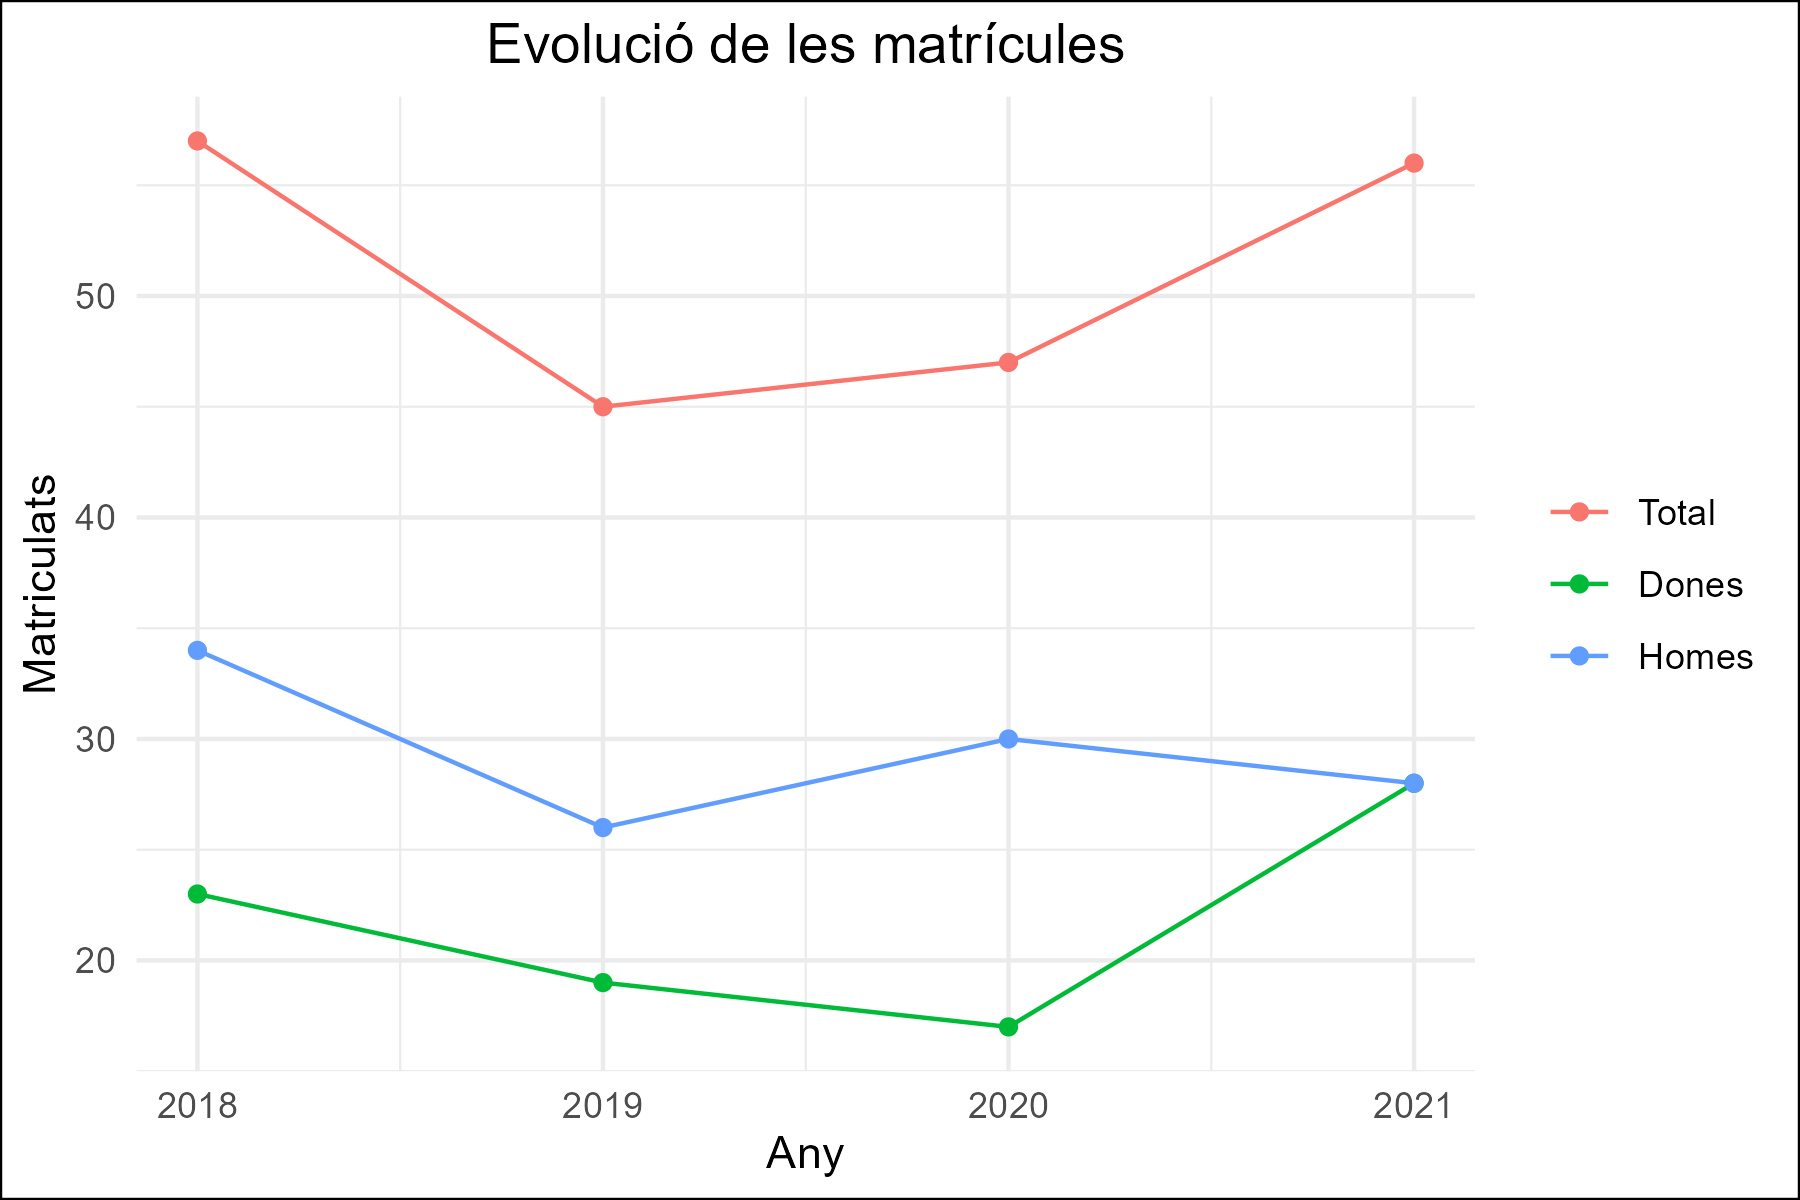 Evolució de les matrícules
Matriculats
50
40
30
20
2018 2019 2020 2021
Any
Total
Dones
Homes